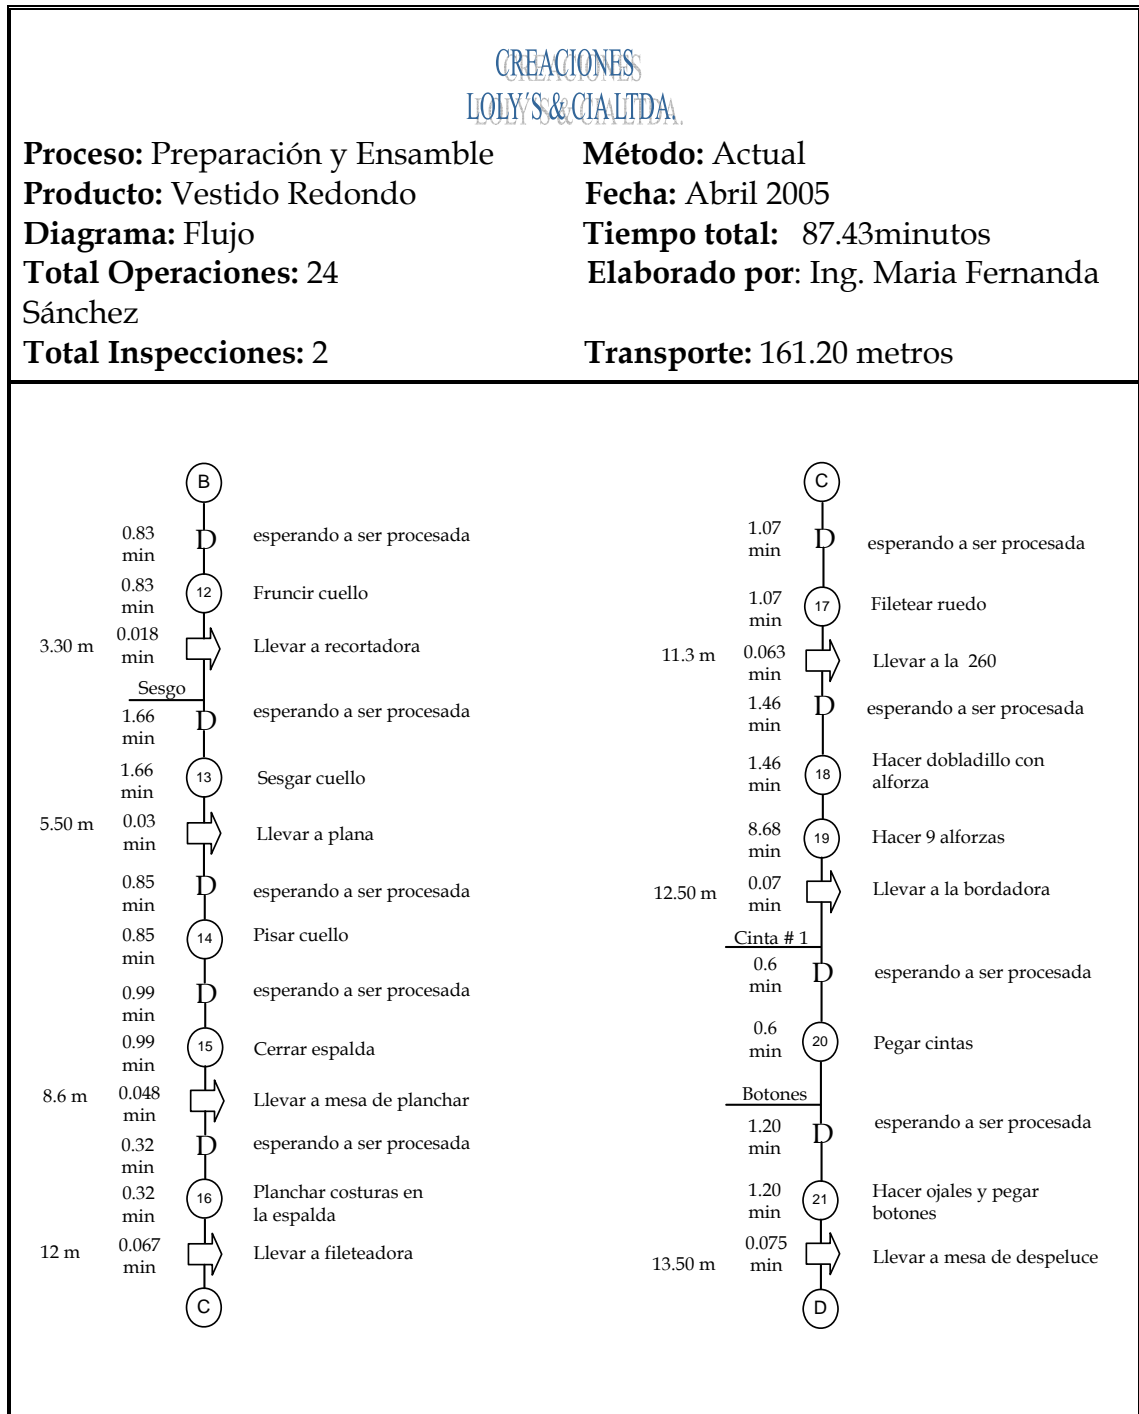 CREACIONES
LOLY´S & CIA LTDA.
Proceso: Preparación y Ensamble Método: Actual
Producto: Vestido Redondo Fecha: Abril 2005
Diagrama: Flujo Tiempo total: 87.43minutos
Total Operaciones: 24 Elaborado por: Ing. Maria Fernanda
Sánchez
Total Inspecciones: 2 Transporte: 161.20 metros
B
0.83
min
D
esperando a ser procesada
0.83
min
12
Fruncir cuello
3.30 m
0.018
min
Llevar a recortadora
Sesgo
1.66
min
D
esperando a ser procesada
1.66
min
13
Sesgar cuello
5.50 m
0.03
min
Llevar a plana
0.85
min
D
esperando a ser procesada
0.85
min
14
Pisar cuello
0.99
min
D
esperando a ser procesada
0.99
min
15
Cerrar espalda
8.6 m
0.048
min
Llevar a mesa de planchar
0.32
min
D
esperando a ser procesada
0.32
min
16
Planchar costuras en
la espalda
12 m
0.067
min
Llevar a fileteadora
C
C
1.07
min
D
esperando a ser procesada
1.07
min
17
Filetear ruedo
11.3 m
0.063
min
Llevar a la 260
1.46
min
D
esperando a ser procesada
1.46
min
18
Hacer dobladillo con
alforza
8.68
min
19
Hacer 9 alforzas
12.50 m
0.07
min
Llevar a la bordadora
Cinta # 1
0.6
min
D
esperando a ser procesada
0.6
min
20
Pegar cintas
Botones
1.20
min
D
esperando a ser procesada
1.20
min
21
Hacer ojales y pegar
botones
13.50 m
0.075
min
Llevar a mesa de despeluce
D